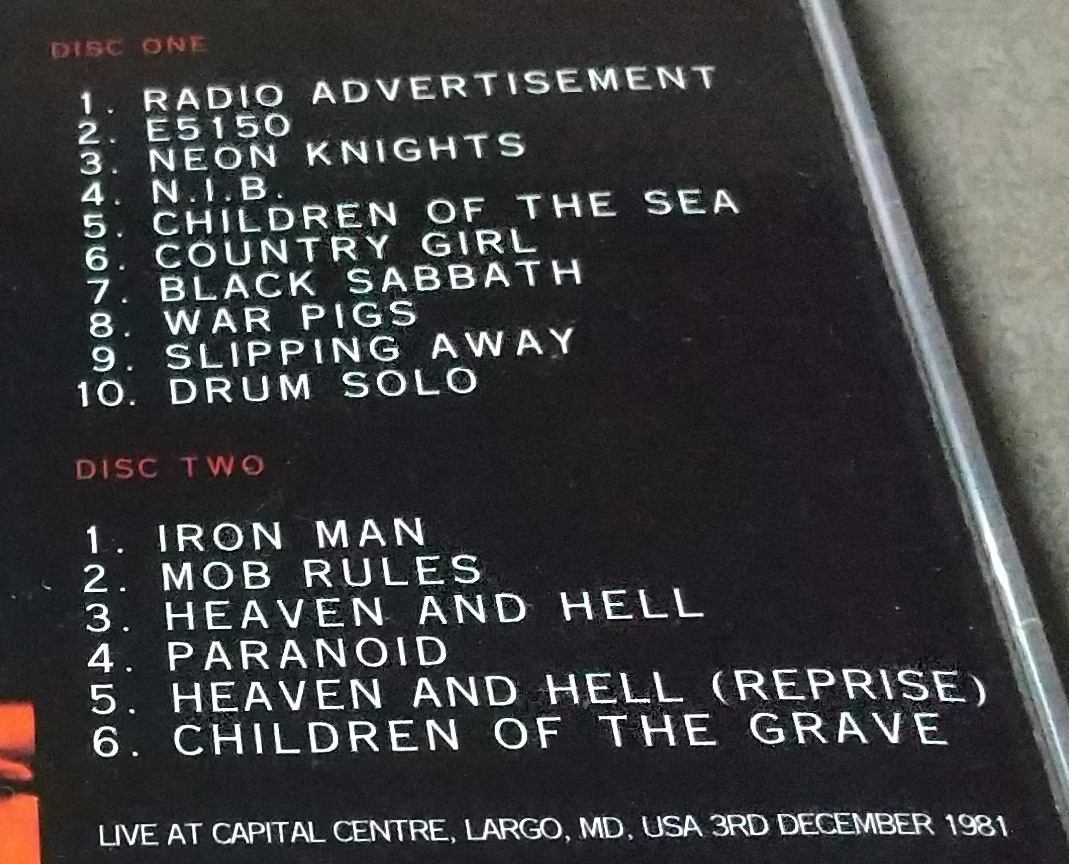 DISC ONE
1. RADIO ADVERTISEMENT
2. E5150
3. NEON KNIGHTS
4. N.I.B.
5. CHILDREN OF THE SEA
6. COUNTRY GIRL
7. BLACK SABBATH
8. WAR PIGS
9. SLIPPING AWAY
10. DRUM SOLO
DISC TWO
1. IRON MAN
2. MOB RULES
3. HEAVEN AND HELL
4. PARANOID
5. HEAVEN AND HELL (REPRISE)
6. CHILDREN OF THE GRAVE
LIVE AT CAPITAL CENTRE, LARGO, MD, USA 3RD DECEMBER 1981